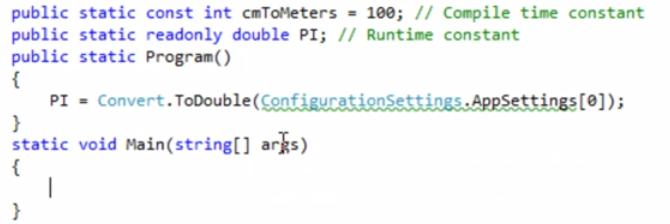 public static const int cmToMeters = 100; // Compile time constant
public static readonly double PI; // Runtime constant
public static Program()
{
    PI = Convert.ToDouble(ConfigurationSettings.AppSettings[0]);
}
static void Main(string[] args)
{
}